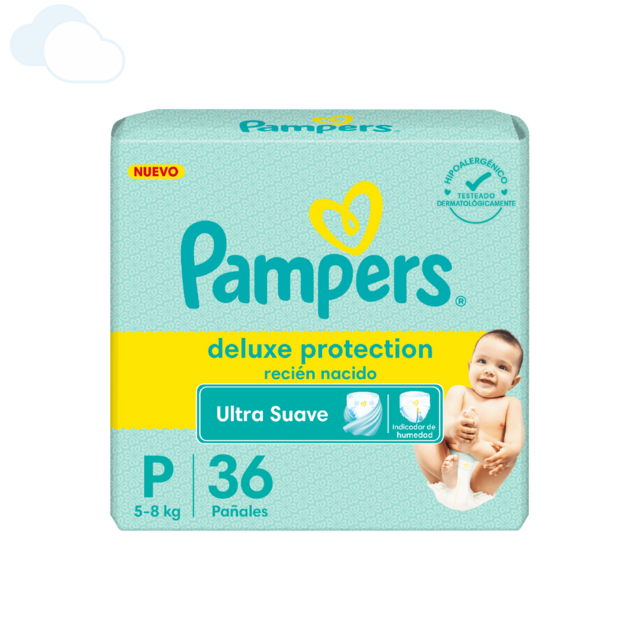 Pampers
NUEVO
HIPOALERGÉNICO
TESTEADO
DERMATOLÓGICAMENTE
Pampers®
deluxe protection
recién nacido
Ultra Suave
Indicador de
humedad
P
5-8 kg
36
Pañales